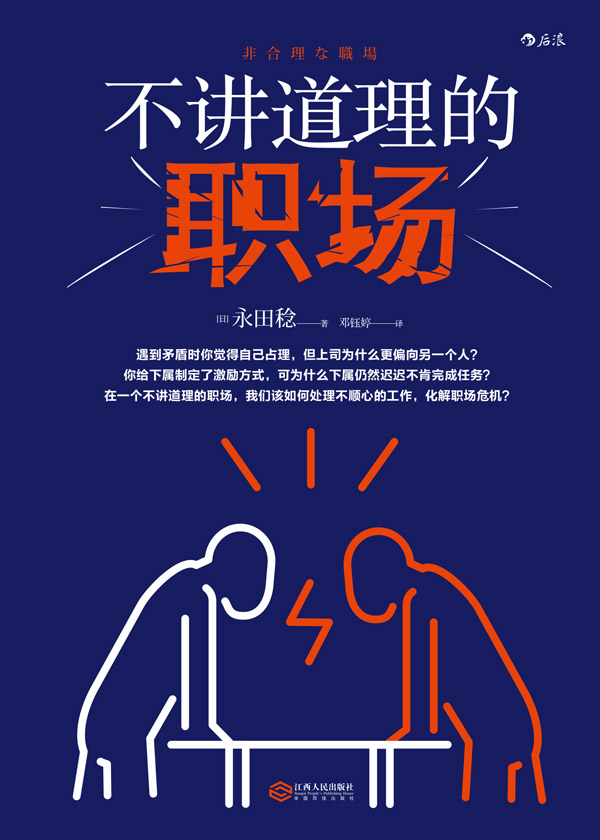 后浪
非合理な職場
不讲道理的
职场
[日]永田稔——著 邓钰婷——译
遇到矛盾时你觉得自己占理，但上司为什么更偏向另一个人？
你给下属制定了激励方式，可为什么下属仍然迟迟不肯完成任务？
在一个不讲道理的职场，我们该如何处理不顺心的工作，化解职场危机？
江西人民出版社
Jiangxi People's Publishing House
全国百佳出版社